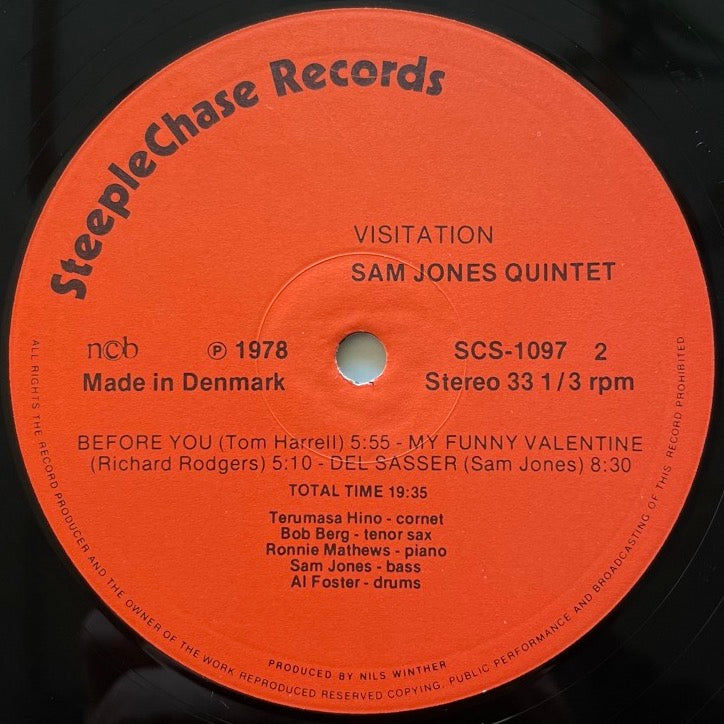 SteepleChase Records
VISITATION
SAM JONES QUINTET
ncb ℗ 1978 SCS-1097 2
Made in Denmark Stereo 33 1/3 rpm
BEFORE YOU (Tom Harrell) 5:55 - MY FUNNY VALENTINE
(Richard Rodgers) 5:10 - DEL SASSER (Sam Jones) 8:30
TOTAL TIME 19:35
Terumasa Hino - cornet
Bob Berg - tenor sax
Ronnie Mathews - piano
Sam Jones - bass
Al Foster - drums
PRODUCED BY NILS WINTHER
ALL RIGHTS THE RECORD PRODUCER AND THE OWNER OF THE WORK REPRODUCED RESERVED COPYING, PUBLIC PERFORMANCE AND BROADCASTING OF THIS RECORD PROHIBITED